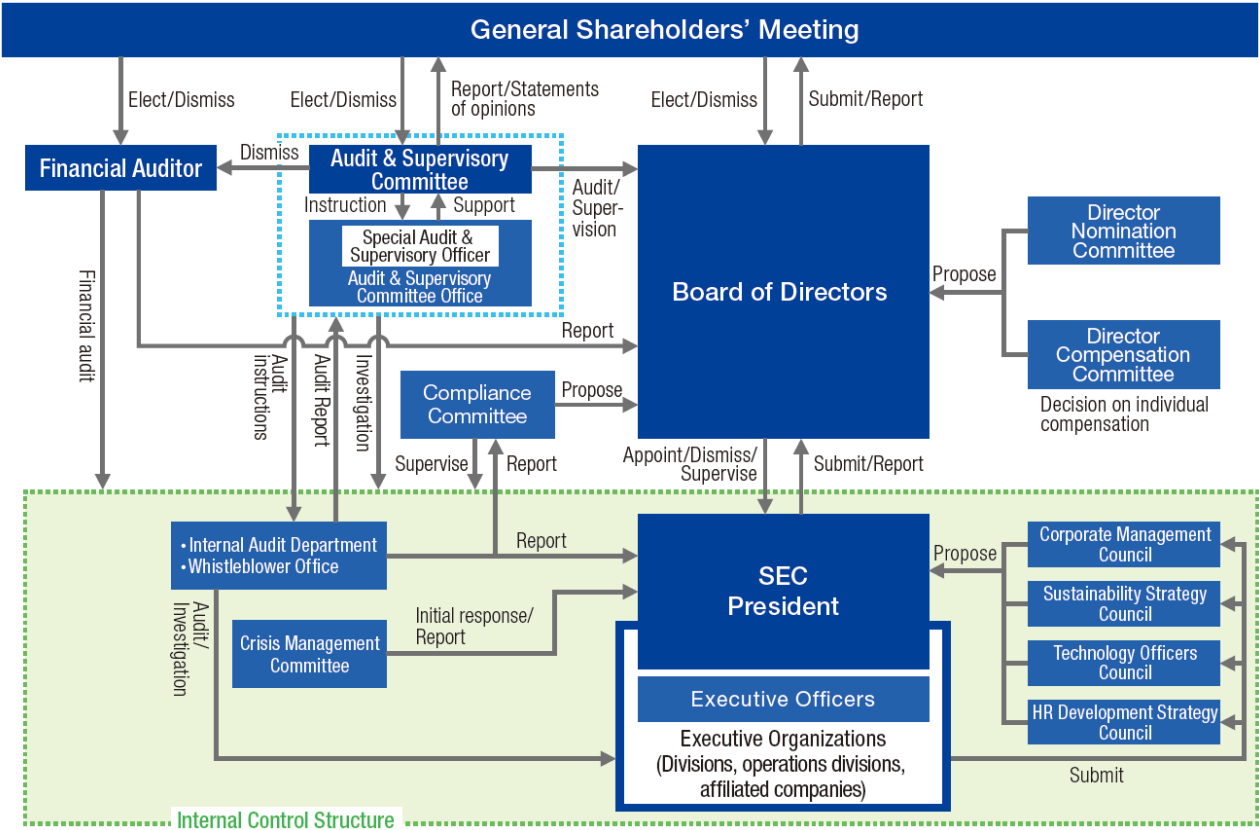 General Shareholders’ Meeting
Elect/Dismiss
Elect/Dismiss
Report/Statements
of opinions
Elect/Dismiss
Submit/Report
Financial Auditor
Dismiss
Audit & Supervisory
Committee
Instruction
Support
Special Audit &
Supervisory Officer
Audit & Supervisory
Committee Office
Audit/
Super-
vision
Board of Directors
Propose
Director
Nomination
Committee
Director
Compensation
Committee
Decision on individual
compensation
Financial audit
Report
Audit
instructions
Audit Report
Investigation
Compliance
Committee
Propose
Supervise
Report
Appoint/Dismiss/
Supervise
Submit/Report
• Internal Audit Department
• Whistleblower Office
Report
SEC
President
Propose
Corporate Management
Council
Sustainability Strategy
Council
Technology Officers
Council
HR Development Strategy
Council
Audit/
Investigation
Crisis Management
Committee
Initial response/
Report
Executive Officers
Executive Organizations
(Divisions, operations divisions,
affiliated companies)
Submit
Internal Control Structure